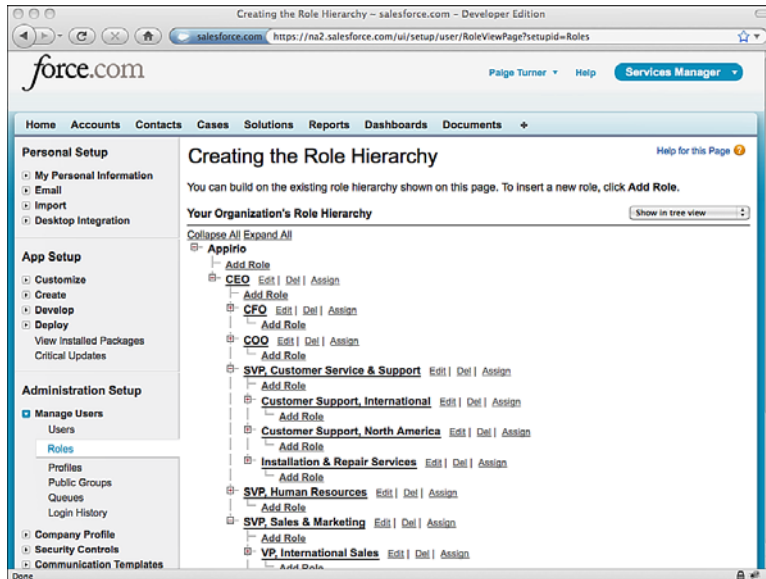 Creating the Role Hierarchy ~ salesforce.com - Developer Edition
salesforce.com https://na2.salesforce.com/ui/setup/user/RoleViewPage?setupid=Roles
force.com
Paige Turner Help Services Manager
Home Accounts Contacts Cases Solutions Reports Dashboards Documents +
Personal Setup
My Personal Information
Email
Import
Desktop Integration
App Setup
Customize
Create
Develop
Deploy
View Installed Packages
Critical Updates
Administration Setup
Manage Users
Users
Roles
Profiles
Public Groups
Queues
Login History
Company Profile
Security Controls
Communication Templates
Creating the Role Hierarchy
Help for this Page ?
You can build on the existing role hierarchy shown on this page. To insert a new role, click Add Role.
Your Organization's Role Hierarchy
Show in tree view
Collapse All Expand All
Appirio
Add Role
CEO Edit | Del | Assign
Add Role
CFO Edit | Del | Assign
Add Role
COO Edit | Del | Assign
Add Role
SVP, Customer Service & Support Edit | Del | Assign
Add Role
Customer Support, International Edit | Del | Assign
Add Role
Customer Support, North America Edit | Del | Assign
Add Role
Installation & Repair Services Edit | Del | Assign
Add Role
SVP, Human Resources Edit | Del | Assign
Add Role
SVP, Sales & Marketing Edit | Del | Assign
Add Role
VP, International Sales Edit | Del | Assign
Add Role
Done